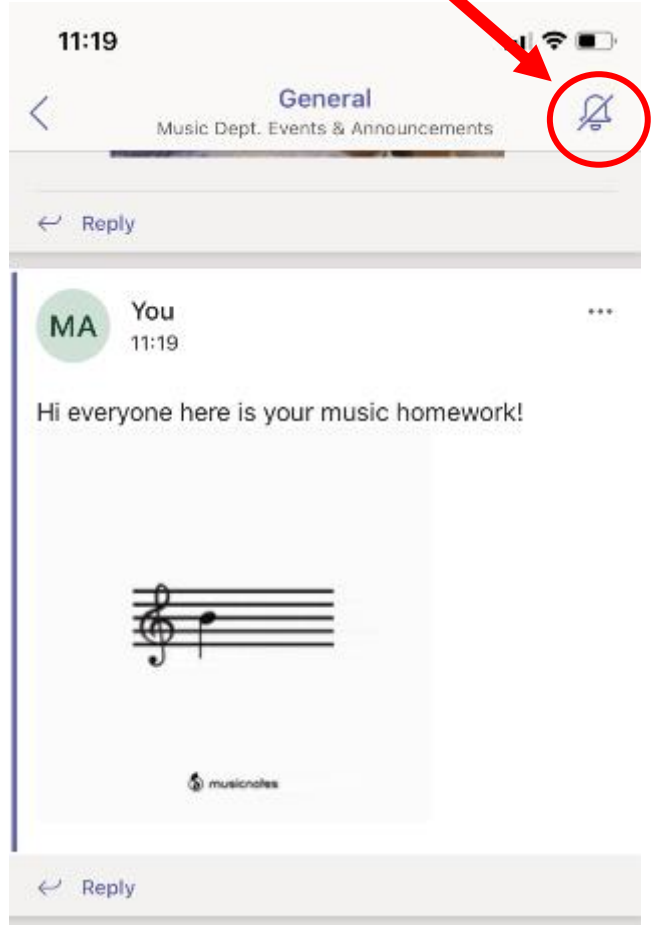 11:19
General
Music Dept. Events & Announcements
Reply
MA
You
11:19
Hi everyone here is your music homework!
musicnotes
Reply